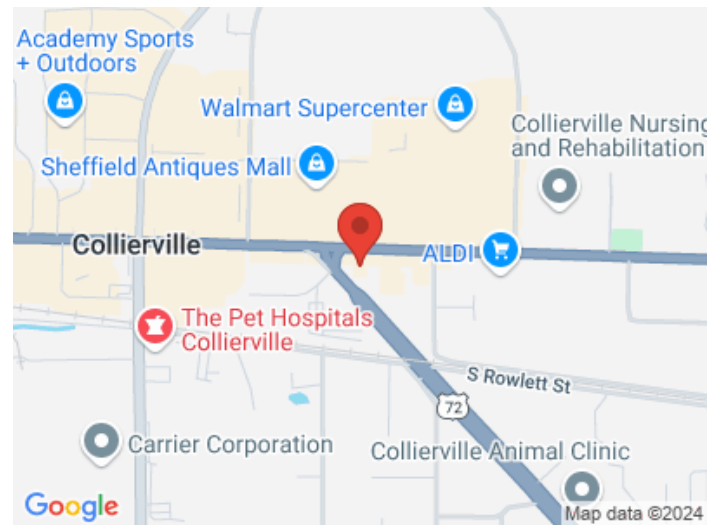 Academy Sports
+ Outdoors
Walmart Supercenter
Collierville Nursing
and Rehabilitation
Sheffield Antiques Mall
Collierville
ALDI
The Pet Hospitals
Collierville
S Rowlett St
72
Carrier Corporation
Collierville Animal Clinic
Google
Map data ©2024